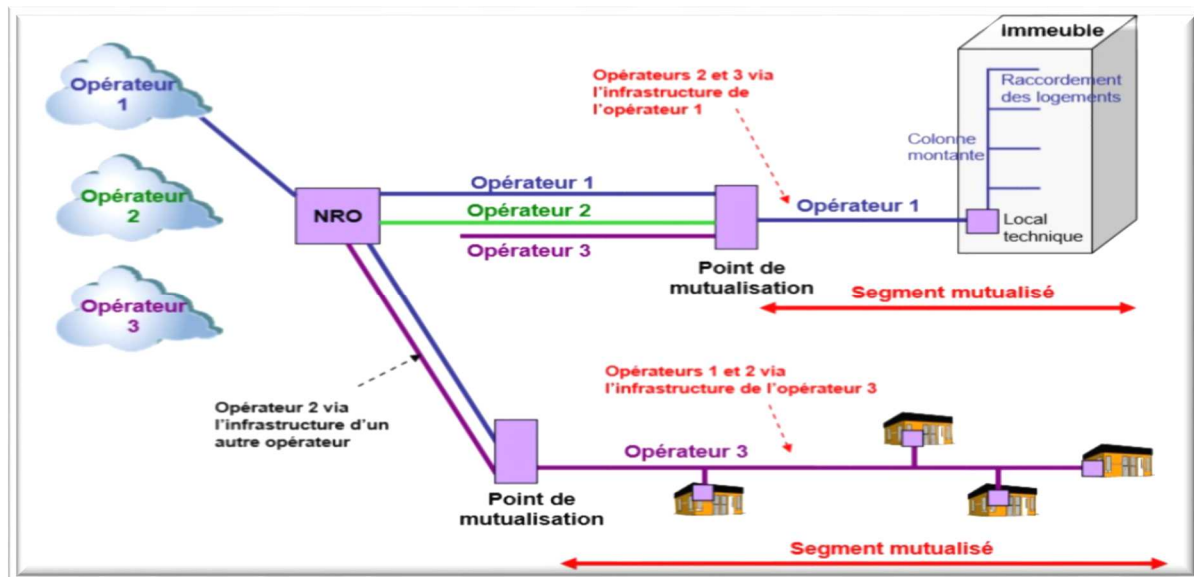 Opérateur
1
Opérateur
2
Opérateur
3
NRO
Opérateur 1
Opérateur 2
Opérateur 3
Opérateurs 2 et 3 via
l'infrastructure de
l'opérateur 1
Point de
mutualisation
Opérateur 1
Immeuble
Raccordement
des logements
Colonne
montante
Local
technique
Segment mutualisé
Opérateur 2 via
l'infrastructure d'un
autre opérateur
Opérateurs 1 et 2 via
l'infrastructure de l'opérateur 3
Opérateur 3
Point de
mutualisation
Segment mutualisé